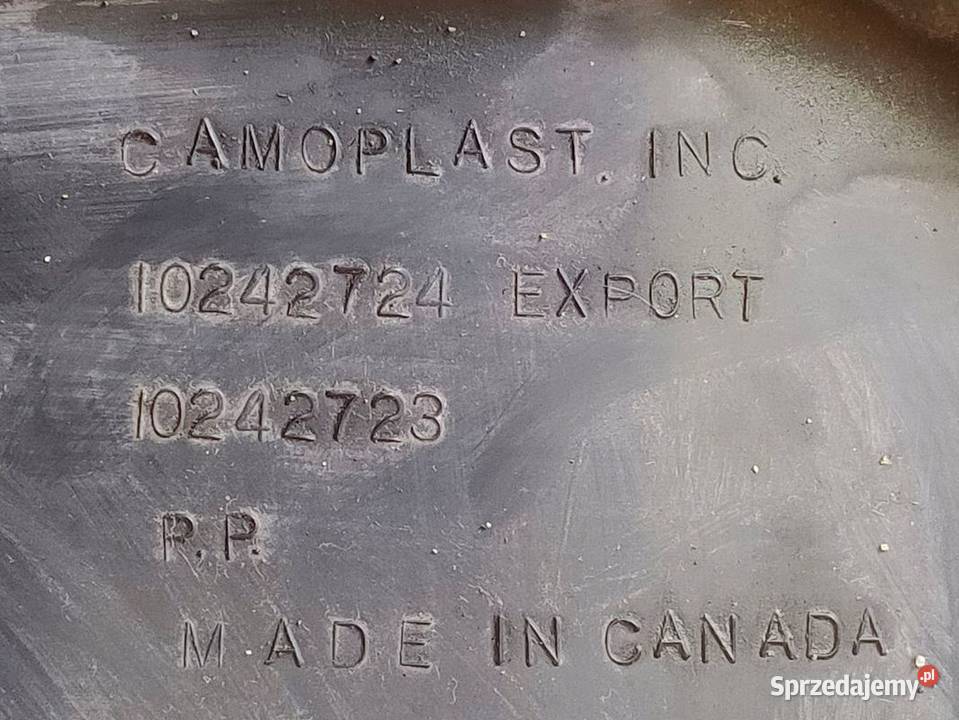 CAMOPLAST. INC.
10242724 EXPORT
10242723
P.P.
MADE IN CANADA
Sprzedajemy.pl